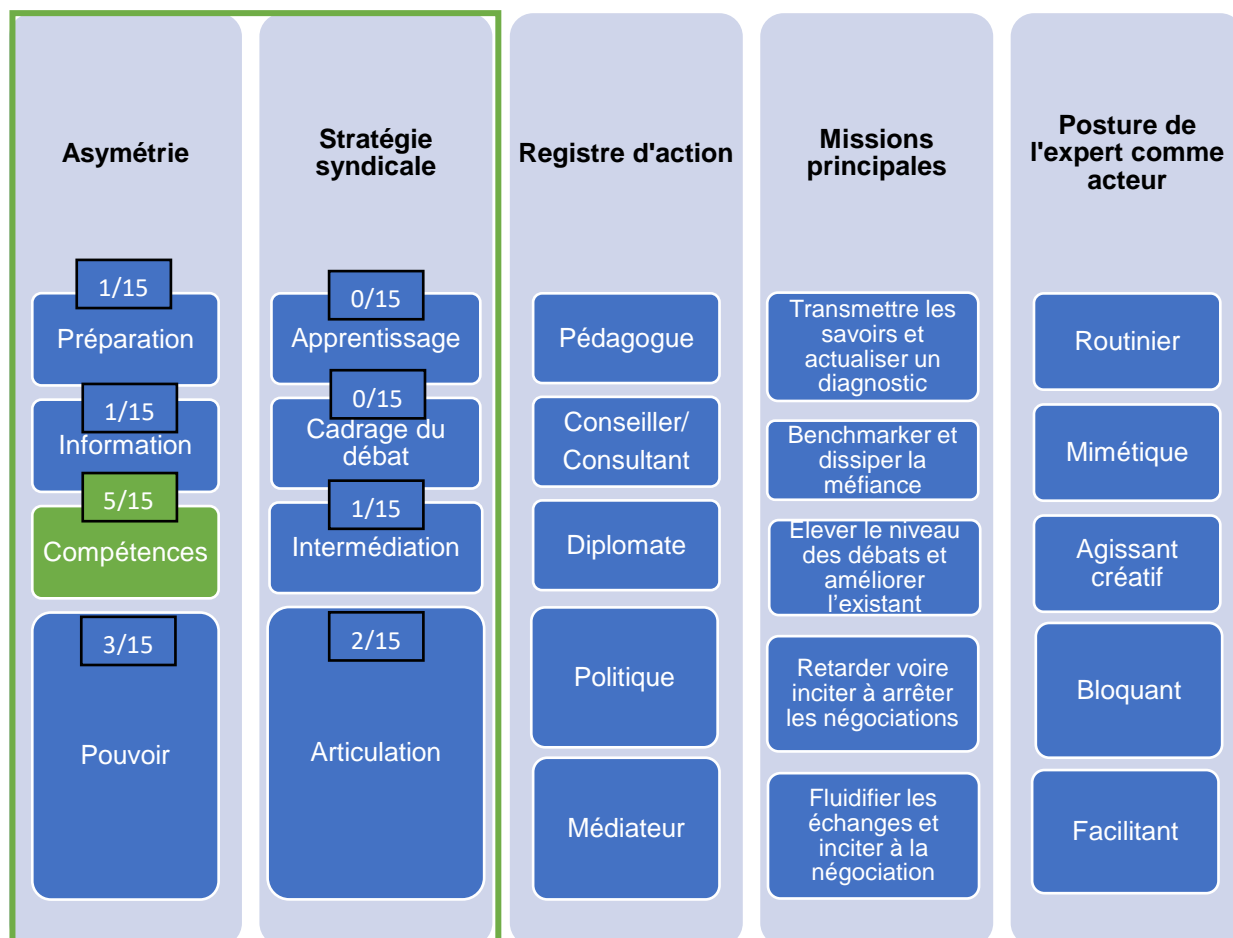 Asymétrie
1/15
Préparation
1/15
Information
5/15
Compétences
3/15
Pouvoir
Stratégie
syndicale
0/15
Apprentissage
0/15
Cadrage du
débat
1/15
Intermédiation
2/15
Articulation
Registre d'action
Pédagogue
Conseiller/
Consultant
Diplomate
Politique
Médiateur
Missions
principales
Transmettre les
savoirs et
actualiser un
diagnostic
Benchmarker et
dissiper la
méfiance
Elever le niveau
des débats et
améliorer
l’existant
Retarder voire
inciter à arrêter
les négociations
Fluidifier les
échanges et
inciter à la
négociation
Posture de
l'expert comme
acteur
Routinier
Mimétique
Agissant
créatif
Bloquant
Facilitant